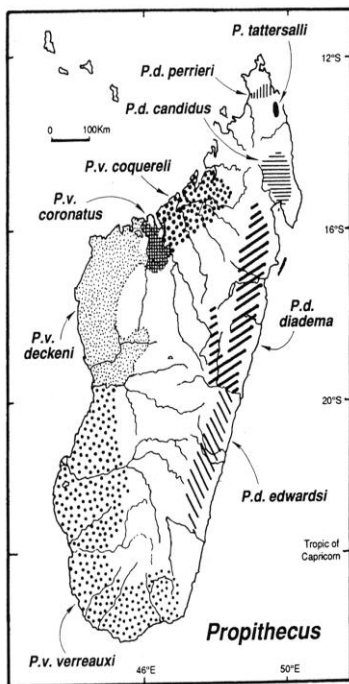 P. tattersalli
12°S
P.d. perrieri
P.d. candidus
0 100Km
P.v. coquereli
P.v.
coronatus
16°S
P.v.
deckeni
P.d.
diadema
20°S
P.d. edwardsi
Tropic of
Capricorn
Propithecus
P.v. verreauxi
46°E 50°E